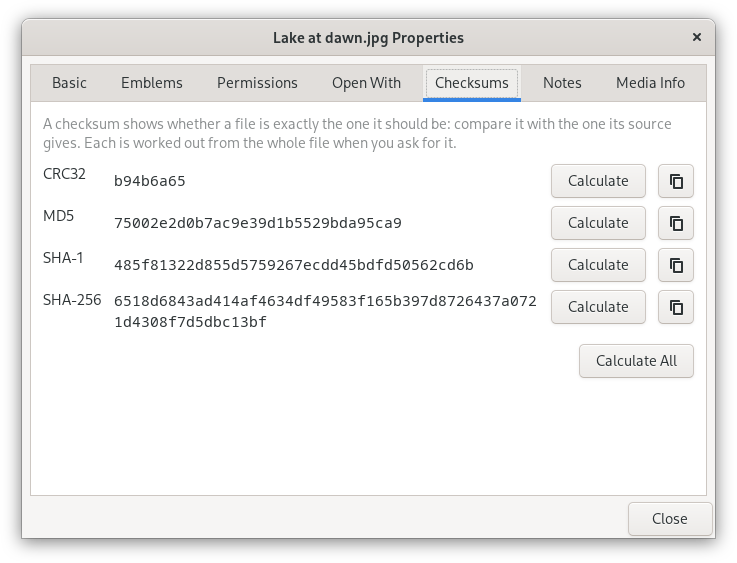 Lake at dawn.jpg Properties
Basic Emblems Permissions Open With Checksums Notes Media Info
A checksum shows whether a file is exactly the one it should be: compare it with the one its source
gives. Each is worked out from the whole file when you ask for it.
CRC32 b94b6a65 Calculate
MD5 75002e2d0b7ac9e39d1b5529bda95ca9 Calculate
SHA-1 485f81322d855d5759267ecdd45bdfd50562cd6b Calculate
SHA-256 6518d6843ad414af4634df49583f165b397d8726437a072 Calculate
1d4308f7d5dbc13bf
Calculate All
Close